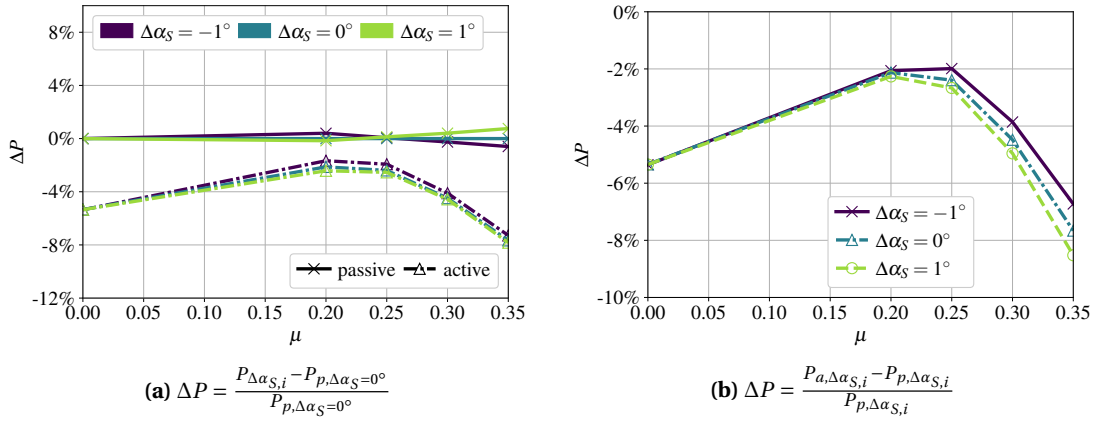 8%
4%
0%
-4%
-8%
-12%
ΔP
Δα_S = −1° Δα_S = 0° Δα_S = 1°
passive active
0.00 0.05 0.10 0.15 0.20 0.25 0.30 0.35
μ
(a) ΔP = \frac{P_{Δα_{S,i}} − P_{p,Δα_S=0°}}{P_{p,Δα_S=0°}}
0%
-2%
-4%
-6%
-8%
-10%
ΔP
Δα_S = −1°
Δα_S = 0°
Δα_S = 1°
0.00 0.05 0.10 0.15 0.20 0.25 0.30 0.35
μ
(b) ΔP = \frac{P_{a,Δα_{S,i}} − P_{p,Δα_{S,i}}}{P_{p,Δα_{S,i}}}